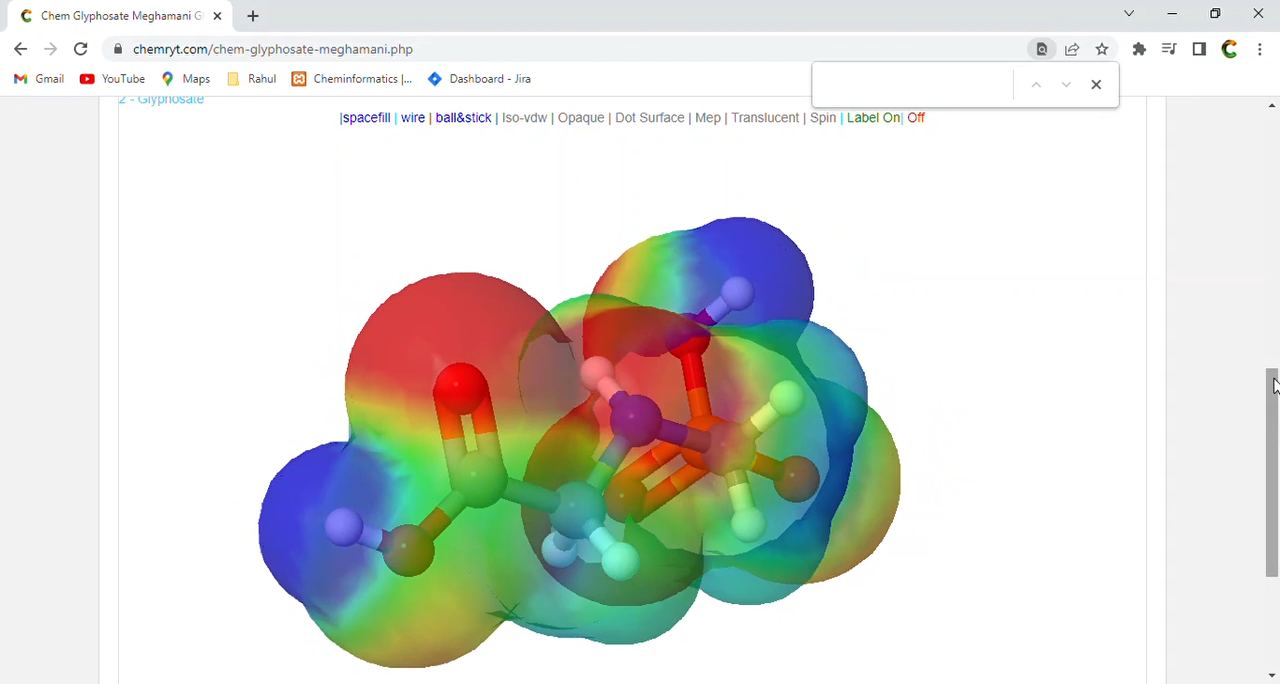 Chem Glyphosate Meghamani G
chemryt.com/chem-glyphosate-meghamani.php
Gmail YouTube Maps Rahul Cheminformatics |... Dashboard - Jira
2 - Glyphosate
|spacefill | wire | ball&stick | Iso-vdw | Opaque | Dot Surface | Mep | Translucent | Spin | Label On| Off